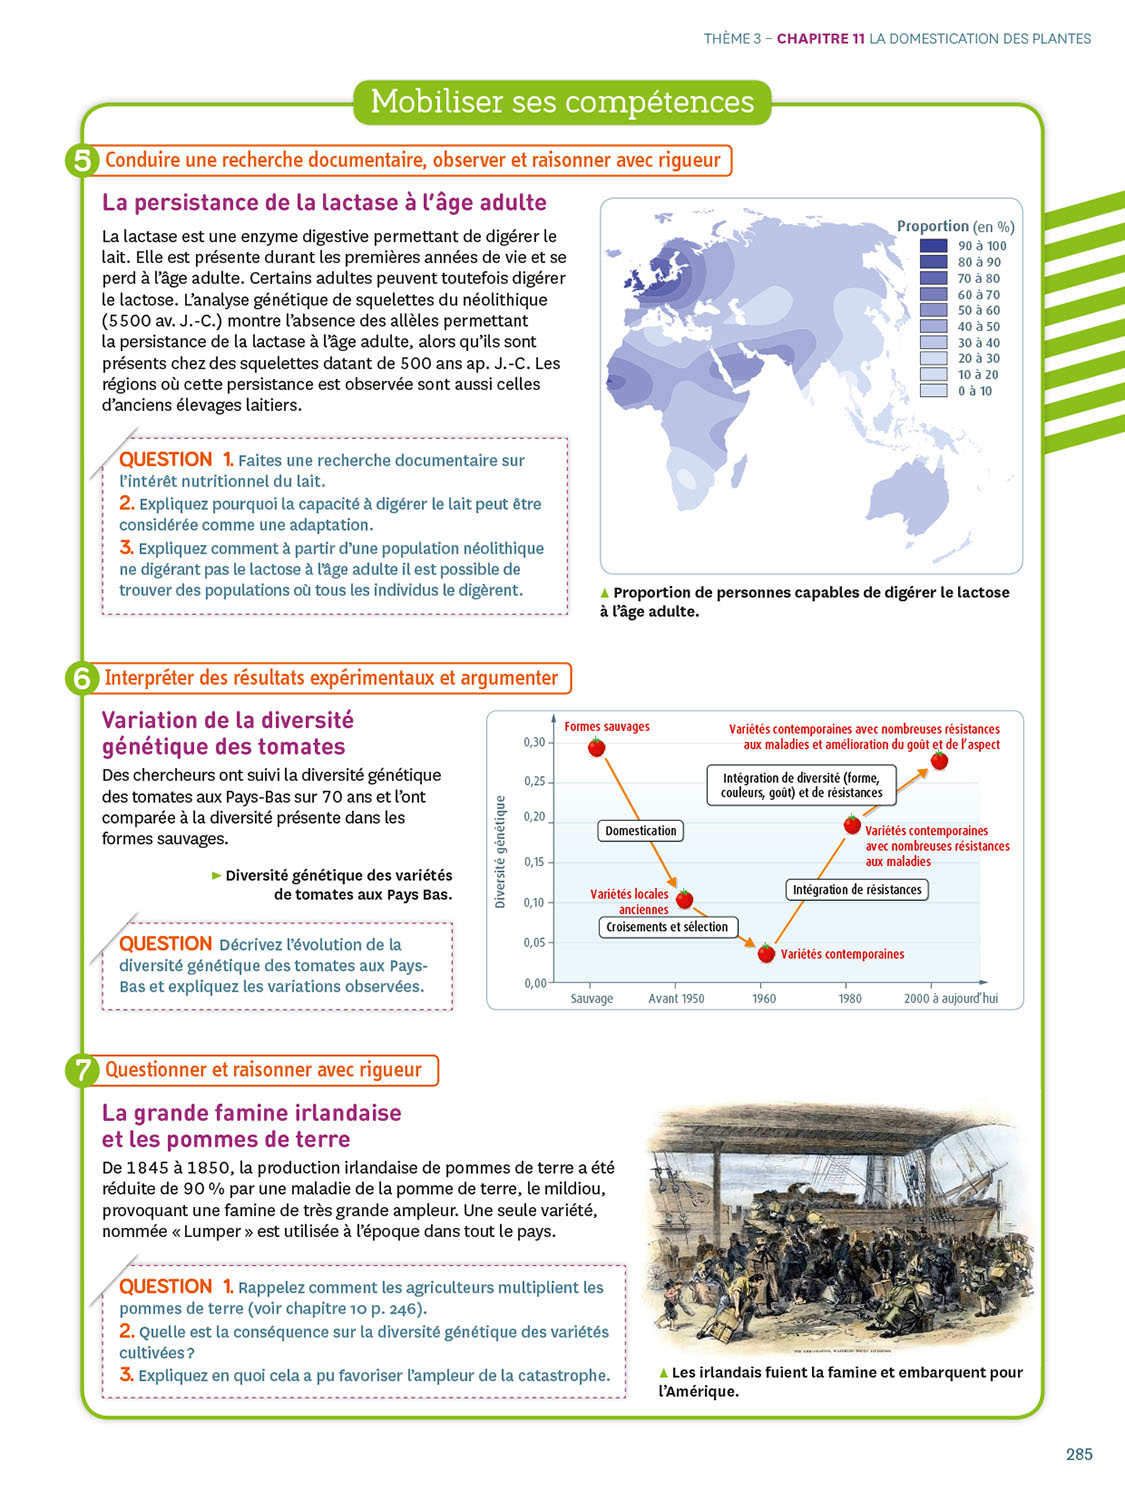 THÈME 3 – CHAPITRE 11 LA DOMESTICATION DES PLANTES
Mobiliser ses compétences
5 Conduire une recherche documentaire, observer et raisonner avec rigueur
La persistance de la lactase à l'âge adulte
La lactase est une enzyme digestive permettant de digérer le
lait. Elle est présente durant les premières années de vie et se
perd à l'âge adulte. Certains adultes peuvent toutefois digérer
le lactose. L'analyse génétique de squelettes du néolithique
(5500 av. J.-C.) montre l'absence des allèles permettant
la persistance de la lactase à l'âge adulte, alors qu'ils sont
présents chez des squelettes datant de 500 ans ap. J.-C. Les
régions où cette persistance est observée sont aussi celles
d'anciens élevages laitiers.
QUESTION 1. Faites une recherche documentaire sur
l'intérêt nutritionnel du lait.
2. Expliquez pourquoi la capacité à digérer le lait peut être
considérée comme une adaptation.
3. Expliquez comment à partir d'une population néolithique
ne digérant pas le lactose à l'âge adulte il est possible de
trouver des populations où tous les individus le digèrent.
Proportion (en %)
90 à 100
80 à 90
70 à 80
60 à 70
50 à 60
40 à 50
30 à 40
20 à 30
10 à 20
0 à 10
▲ Proportion de personnes capables de digérer le lactose
à l'âge adulte.
6 Interpréter des résultats expérimentaux et argumenter
Variation de la diversité
génétique des tomates
Des chercheurs ont suivi la diversité génétique
des tomates aux Pays-Bas sur 70 ans et l'ont
comparée à la diversité présente dans les
formes sauvages.
► Diversité génétique des variétés
de tomates aux Pays Bas.
QUESTION Décrivez l'évolution de la
diversité génétique des tomates aux Pays-
Bas et expliquez les variations observées.
Diversité génétique
0,30
0,25
0,20
0,15
0,10
0,05
0,00
Formes sauvages
Variétés contemporaines avec nombreuses résistances
aux maladies et amélioration du goût et de l'aspect
Intégration de diversité (forme,
couleurs, goût) et de résistances
Domestication
Variétés contemporaines
avec nombreuses résistances
aux maladies
Variétés locales
anciennes
Intégration de résistances
Croisements et sélection
Variétés contemporaines
Sauvage
Avant 1950
1960
1980
2000 à aujourd'hui
7 Questionner et raisonner avec rigueur
La grande famine irlandaise
et les pommes de terre
De 1845 à 1850, la production irlandaise de pommes de terre a été
réduite de 90 % par une maladie de la pomme de terre, le mildiou,
provoquant une famine de très grande ampleur. Une seule variété,
nommée « Lumper » est utilisée à l'époque dans tout le pays.
QUESTION 1. Rappelez comment les agriculteurs multiplient les
pommes de terre (voir chapitre 10 p. 246).
2. Quelle est la conséquence sur la diversité génétique des variétés
cultivées ?
3. Expliquez en quoi cela a pu favoriser l'ampleur de la catastrophe.
▲ Les irlandais fuient la famine et embarquent pour
l'Amérique.
285